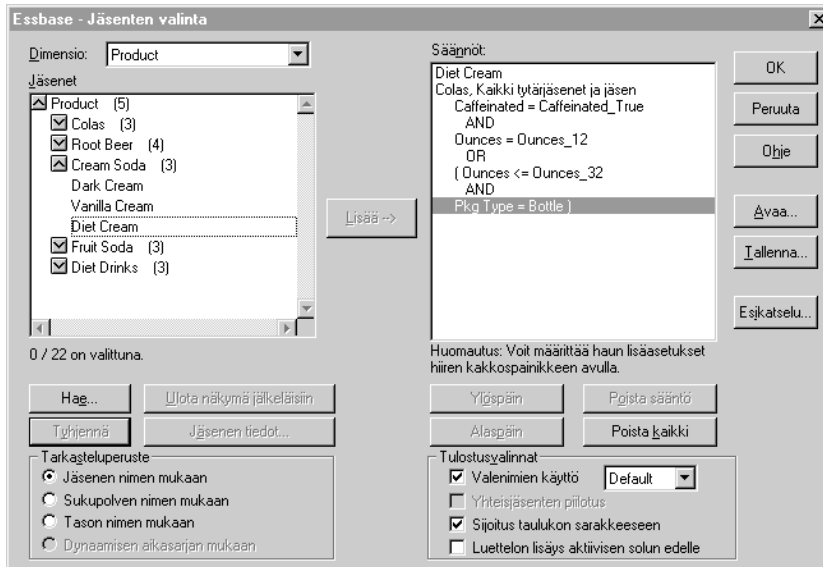 Essbase - Jäsenten valinta
Dimensio: Product
Jäsenet
Product (5)
Colas (3)
Root Beer (4)
Cream Soda (3)
Dark Cream
Vanilla Cream
Diet Cream
Fruit Soda (3)
Diet Drinks (3)
0 / 22 on valittuna.
Lisää -->
Säännöt:
Diet Cream
Colas, Kaikki tytärjäsenet ja jäsen
Caffeinated = Caffeinated_True
AND
Ounces = Ounces_12
OR
( Ounces <= Ounces_32
AND
Pkg Type = Bottle )
Huomautus: Voit määrittää haun lisäasetukset
hiiren kakkospainikkeen avulla.
OK
Peruuta
Ohje
Avaa...
Tallenna...
Esikatselu...
Hae...
Ulota näkymä jälkeläisiin
Tyhjennä
Jäsenen tiedot...
Ylöspäin
Poista sääntö
Alaspäin
Poista kaikki
Tarkasteluperuste
Jäsenen nimen mukaan
Sukupolven nimen mukaan
Tason nimen mukaan
Dynaamisen aikasarjan mukaan
Tulostusvalinnat
Valenimien käyttö Default
Yhteisjäsenten piilotus
Sijoitus taulukon sarakkeeseen
Luettelon lisäys aktiivisen solun edelle